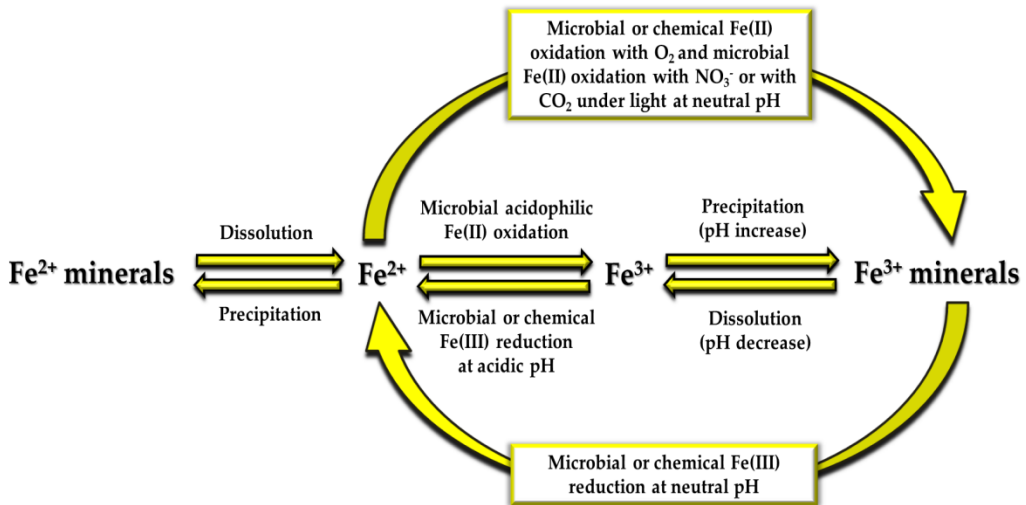 Microbial or chemical Fe(II)
oxidation with O₂ and microbial
Fe(II) oxidation with NO₃⁻ or with
CO₂ under light at neutral pH
Dissolution
Microbial acidophilic
Fe(II) oxidation
Precipitation
(pH increase)
Fe²⁺ minerals
Fe²⁺
Fe³⁺
Fe³⁺ minerals
Precipitation
Microbial or chemical
Fe(III) reduction
at acidic pH
Dissolution
(pH decrease)
Microbial or chemical Fe(III)
reduction at neutral pH